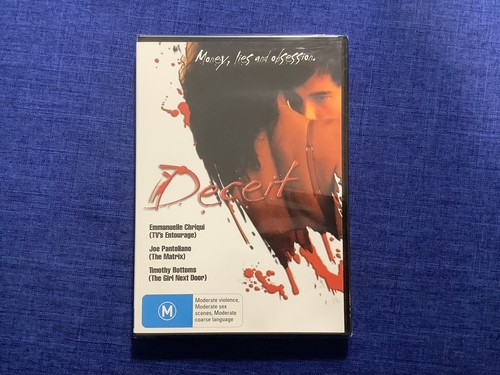 Money, lies and obsession.
Deceit
Emmanuelle Chriqui
(TV's Entourage)
Joe Pantoliano
(The Matrix)
Timothy Bottoms
(The Girl Next Door)
M
Moderate violence,
Moderate sex
scenes, Moderate
coarse language